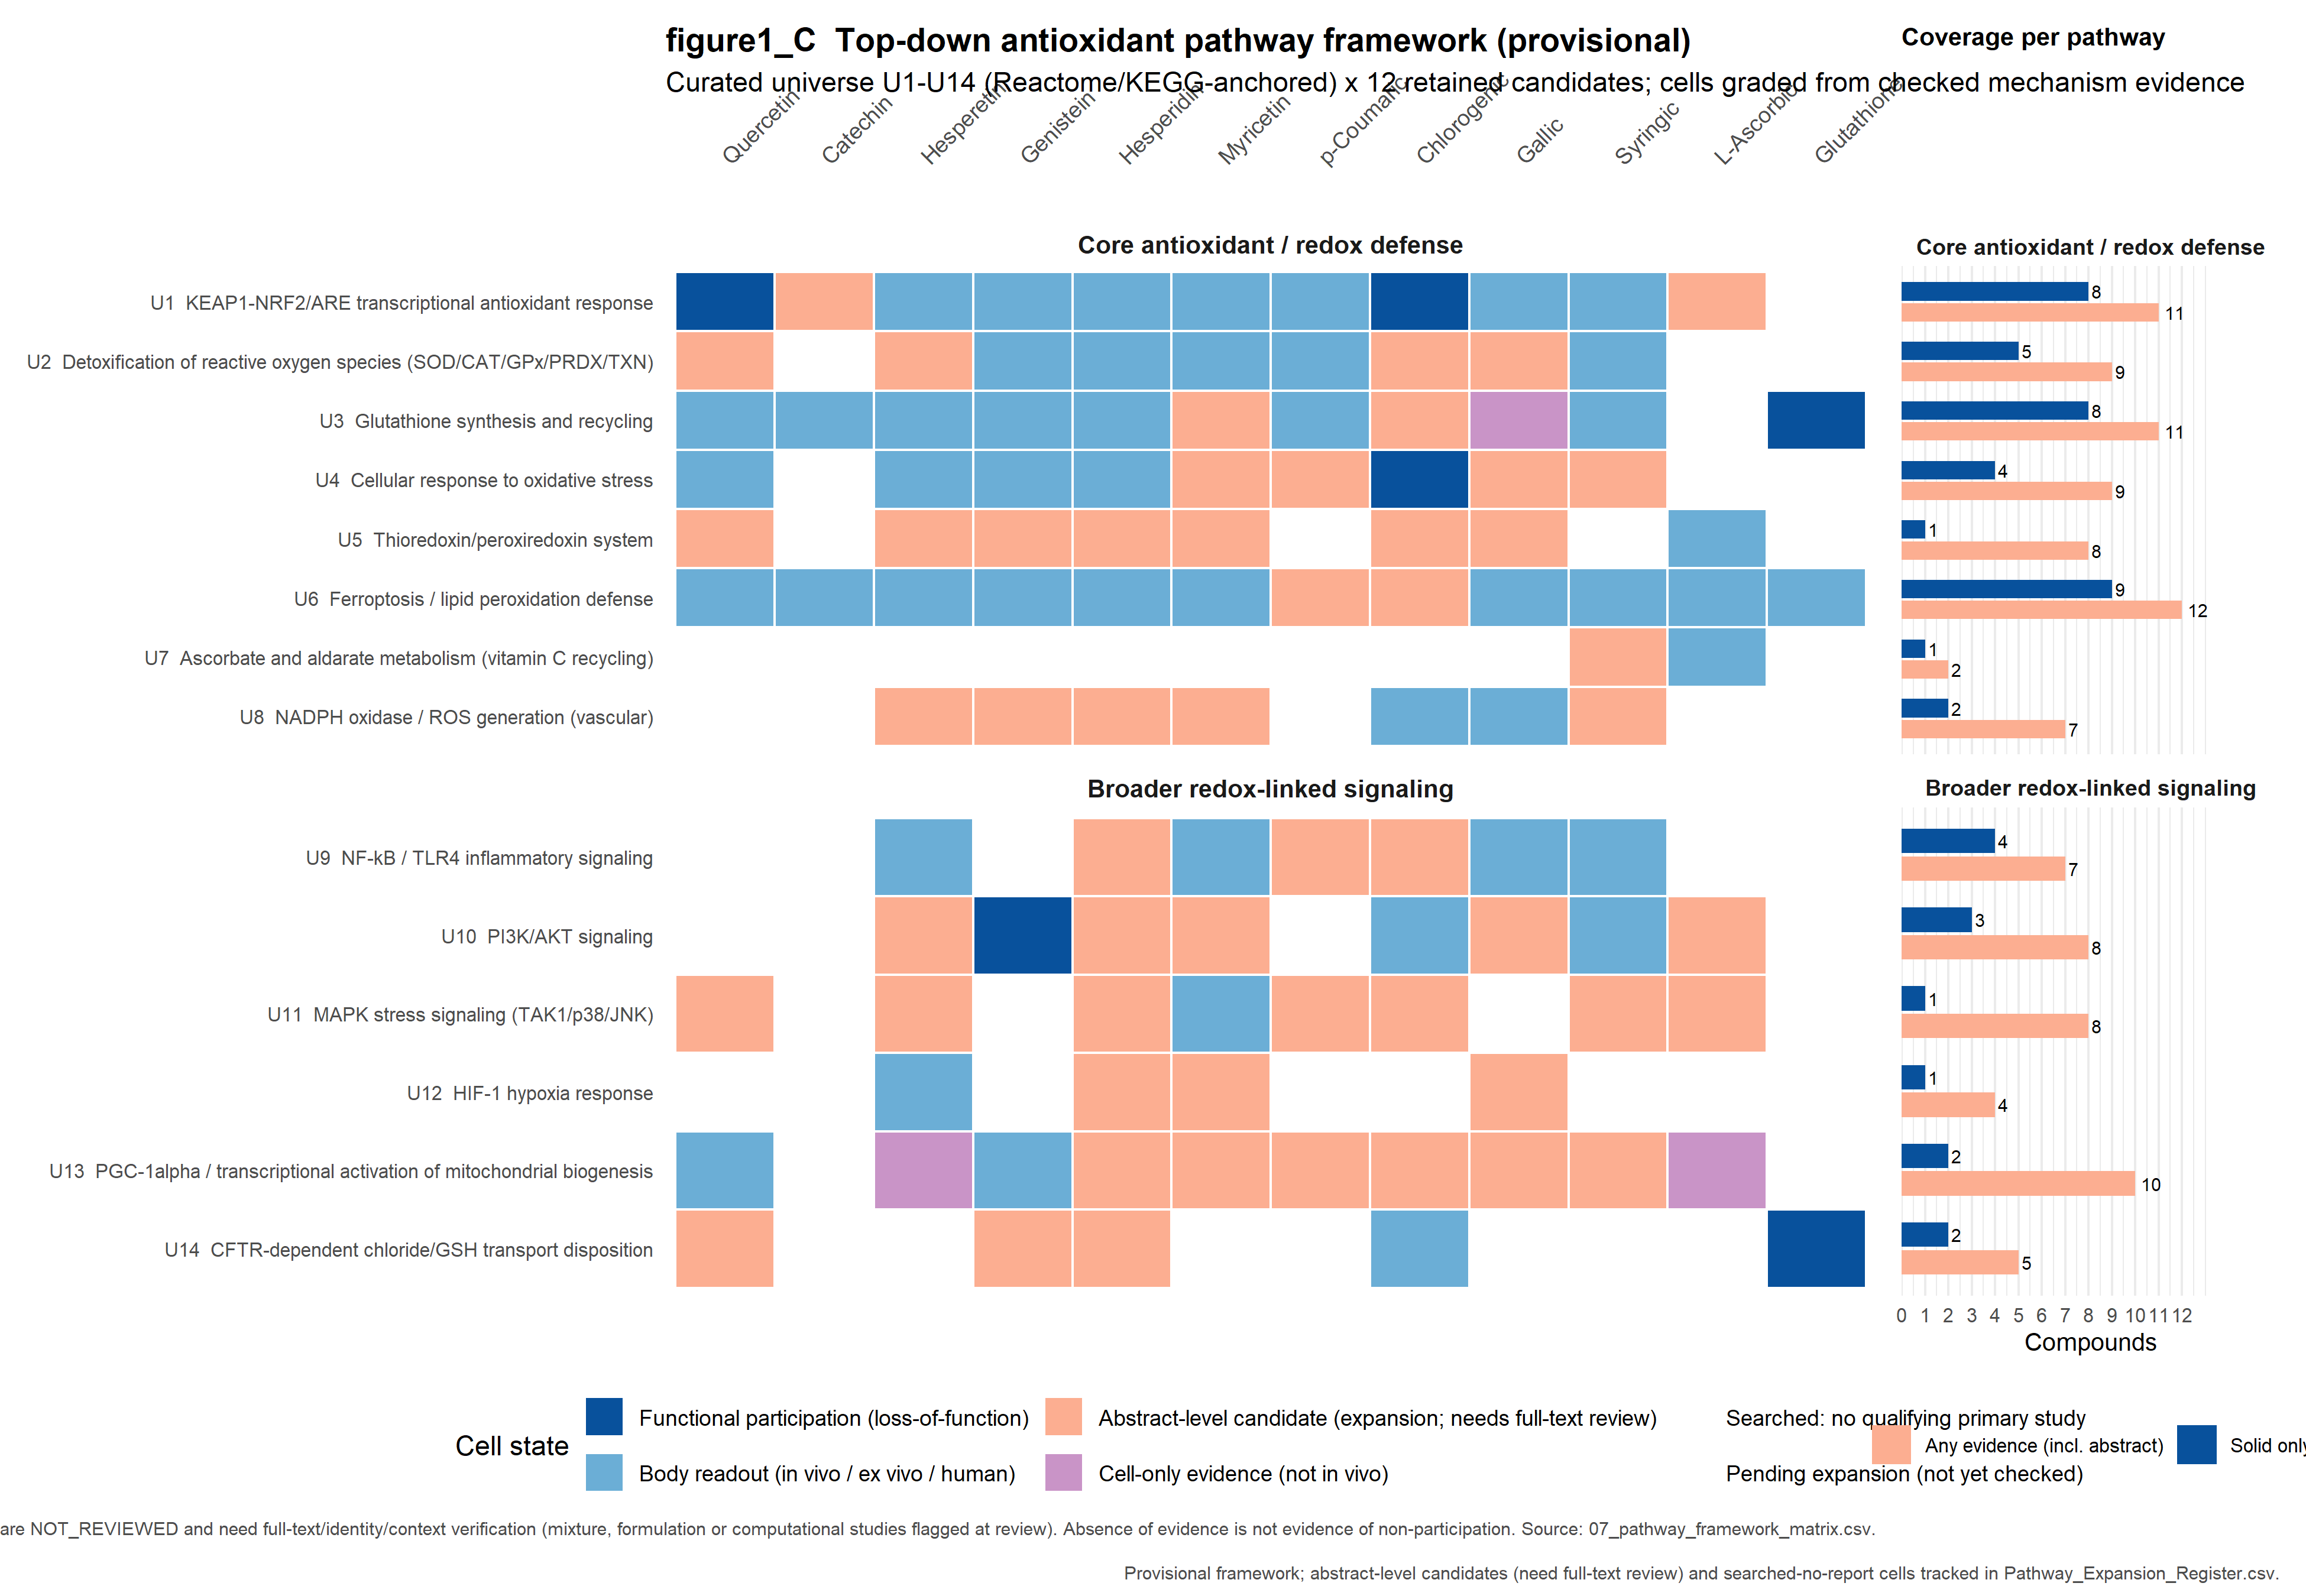 figure1_C  Top-down antioxidant pathway framework (provisional)
Coverage per pathway
Curated universe U1-U14 (Reactome/KEGG-anchored) x 12 retained candidates; cells graded from checked mechanism evidence
Quercetin
Catechin
Hesperetin
Genistein
Hesperidin
Myricetin
p-Coumaric
Chlorogenic
Gallic
Syringic
L-Ascorbic
Glutathione
Core antioxidant / redox defense
Core antioxidant / redox defense
U1  KEAP1-NRF2/ARE transcriptional antioxidant response
8
11
U2  Detoxification of reactive oxygen species (SOD/CAT/GPx/PRDX/TXN)
5
9
U3  Glutathione synthesis and recycling
8
11
U4  Cellular response to oxidative stress
4
9
U5  Thioredoxin/peroxiredoxin system
1
8
U6  Ferroptosis / lipid peroxidation defense
9
12
U7  Ascorbate and aldarate metabolism (vitamin C recycling)
1
2
U8  NADPH oxidase / ROS generation (vascular)
2
7
Broader redox-linked signaling
Broader redox-linked signaling
U9  NF-kB / TLR4 inflammatory signaling
4
7
U10  PI3K/AKT signaling
3
8
U11  MAPK stress signaling (TAK1/p38/JNK)
1
8
U12  HIF-1 hypoxia response
1
4
U13  PGC-1alpha / transcriptional activation of mitochondrial biogenesis
2
10
U14  CFTR-dependent chloride/GSH transport disposition
2
5
0 1 2 3 4 5 6 7 8 9 10 11 12
Compounds
Cell state
Functional participation (loss-of-function)
Abstract-level candidate (expansion; needs full-text review)
Searched: no qualifying primary study
Body readout (in vivo / ex vivo / human)
Cell-only evidence (not in vivo)
Pending expansion (not yet checked)
Any evidence (incl. abstract)
Solid only
are NOT_REVIEWED and need full-text/identity/context verification (mixture, formulation or computational studies flagged at review). Absence of evidence is not evidence of non-participation. Source: 07_pathway_framework_matrix.csv.
Provisional framework; abstract-level candidates (need full-text review) and searched-no-report cells tracked in Pathway_Expansion_Register.csv.